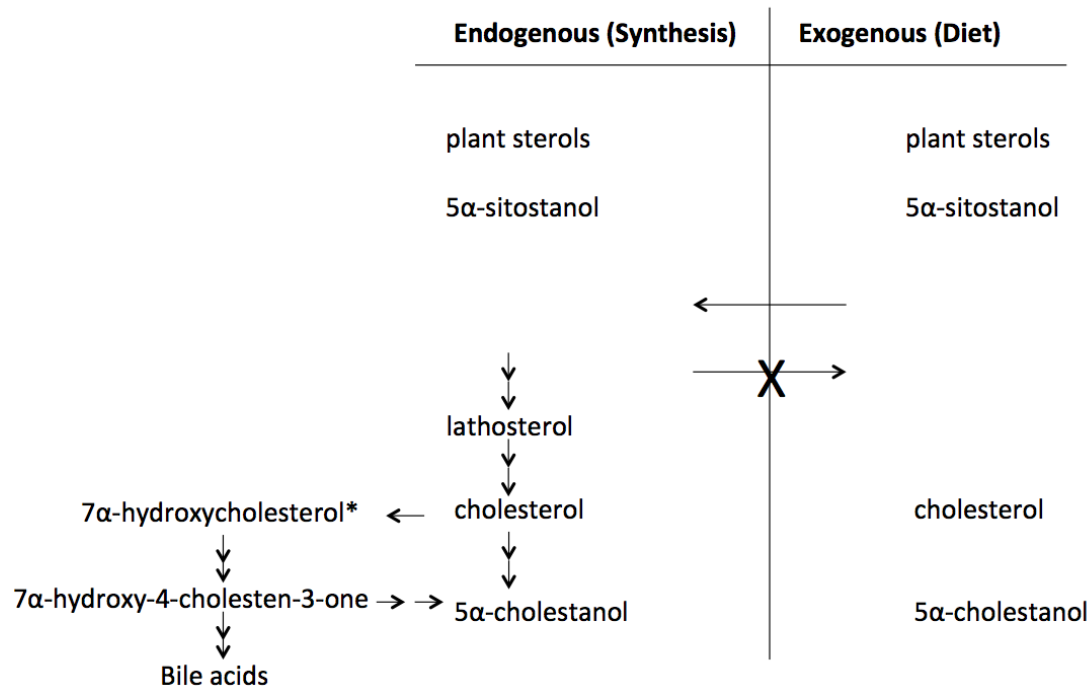 Endogenous (Synthesis) Exogenous (Diet)
plant sterols plant sterols
5α-sitostanol 5α-sitostanol
X
lathosterol
7α-hydroxycholesterol* cholesterol cholesterol
7α-hydroxy-4-cholesten-3-one 5α-cholestanol 5α-cholestanol
Bile acids